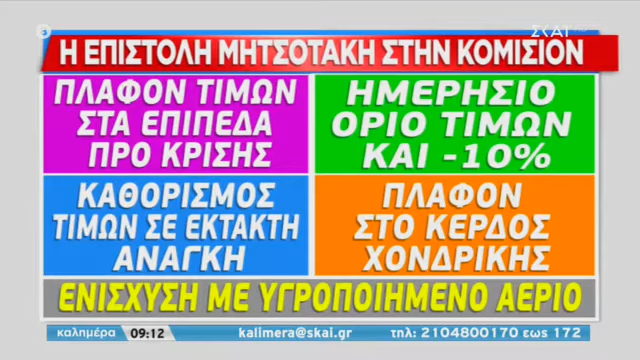 ΣΚΑΪ
Η ΕΠΙΣΤΟΛΗ ΜΗΤΣΟΤΑΚΗ ΣΤΗΝ ΚΟΜΙΣΙΟΝ
ΠΛΑΦΟΝ ΤΙΜΩΝ
ΣΤΑ ΕΠΙΠΕΔΑ
ΠΡΟ ΚΡΙΣΗΣ
ΗΜΕΡΗΣΙΟ
ΟΡΙΟ ΤΙΜΩΝ
ΚΑΙ -10%
ΚΑΘΟΡΙΣΜΟΣ
ΤΙΜΩΝ ΣΕ ΕΚΤΑΚΤΗ
ΑΝΑΓΚΗ
ΠΛΑΦΟΝ
ΣΤΟ ΚΕΡΔΟΣ
ΧΟΝΔΡΙΚΗΣ
ΕΝΙΣΧΥΣΗ ΜΕ ΥΓΡΟΠΟΙΗΜΕΝΟ ΑΕΡΙΟ
καλημέρα 09:12 kalimera@skai.gr τηλ: 2104800170 εως 172